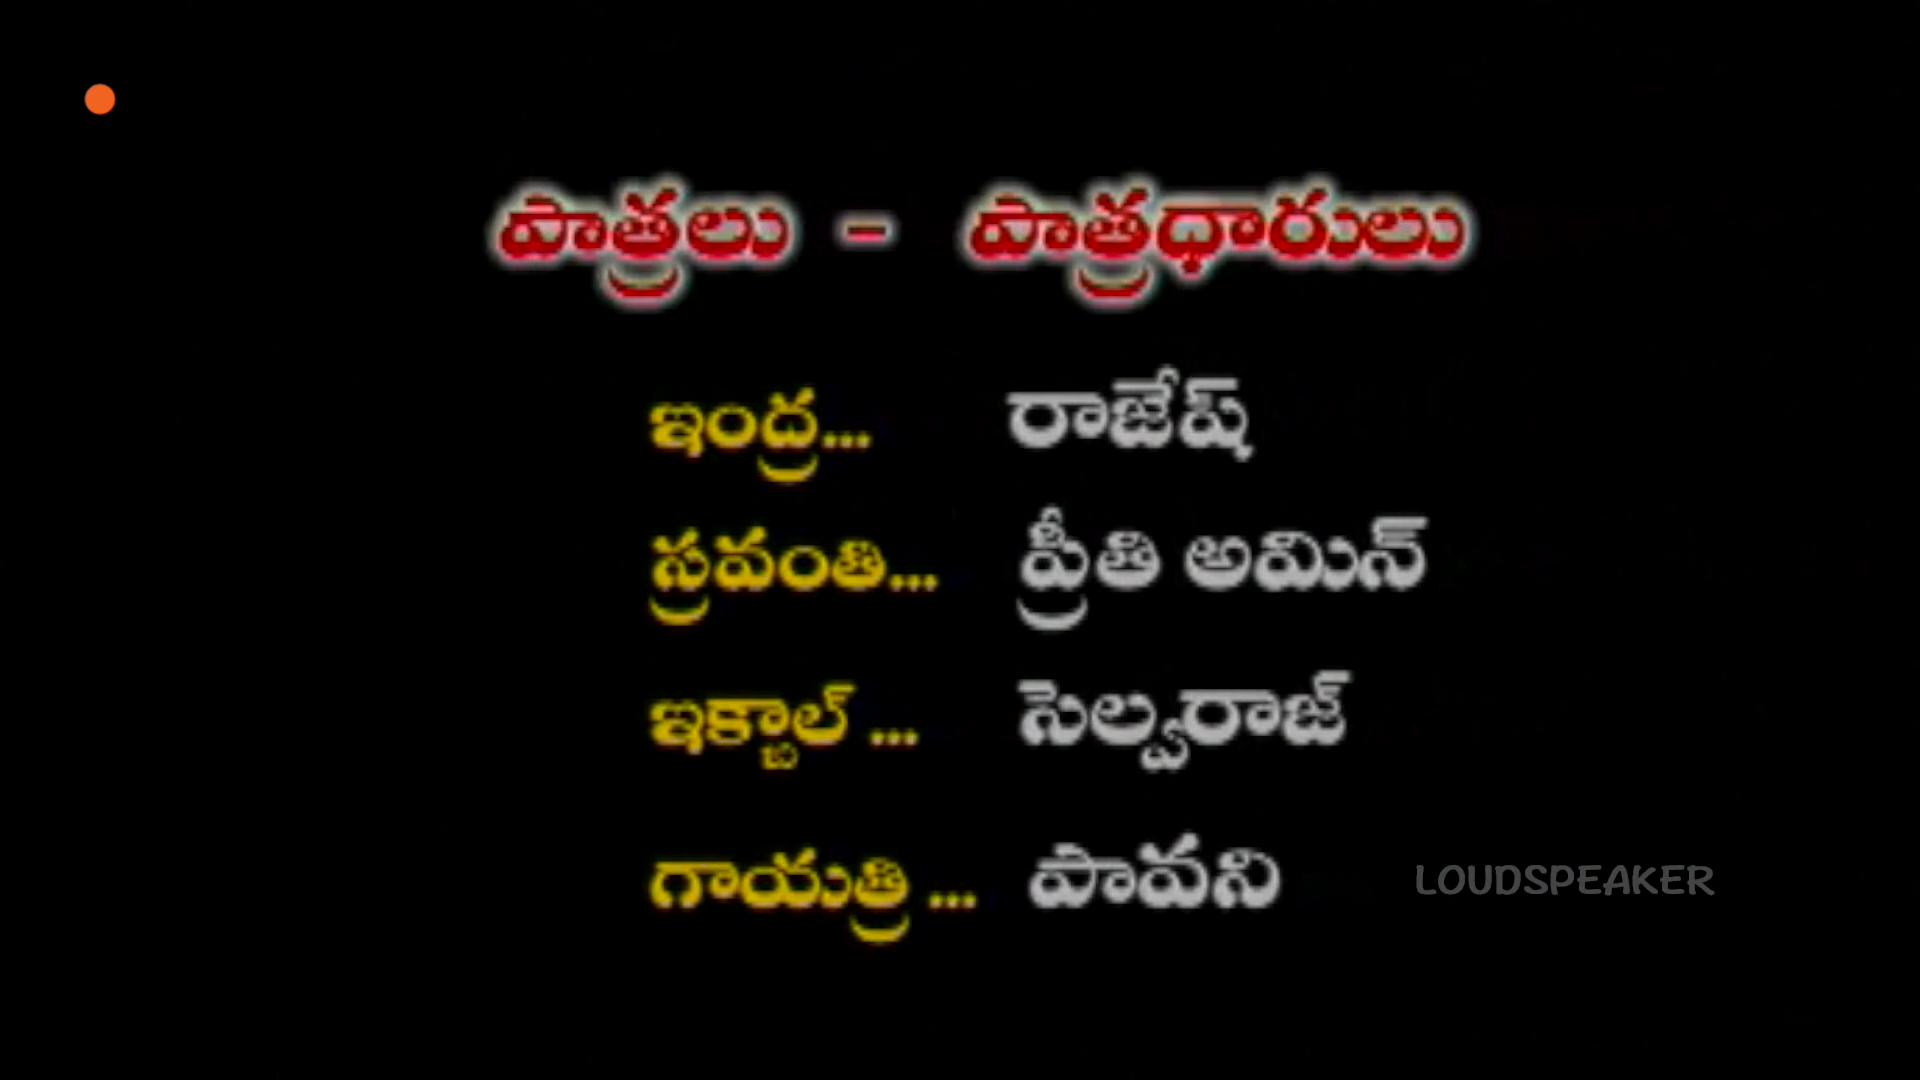 పాత్రలు - పాత్రధారులు
ఇంద్ర... రాజేష్
స్రవంతి... ప్రీతి అమిన్
ఇక్బాల్ ... సెల్వరాజ్
గాయత్రి ... పావని
LOUDSPEAKER